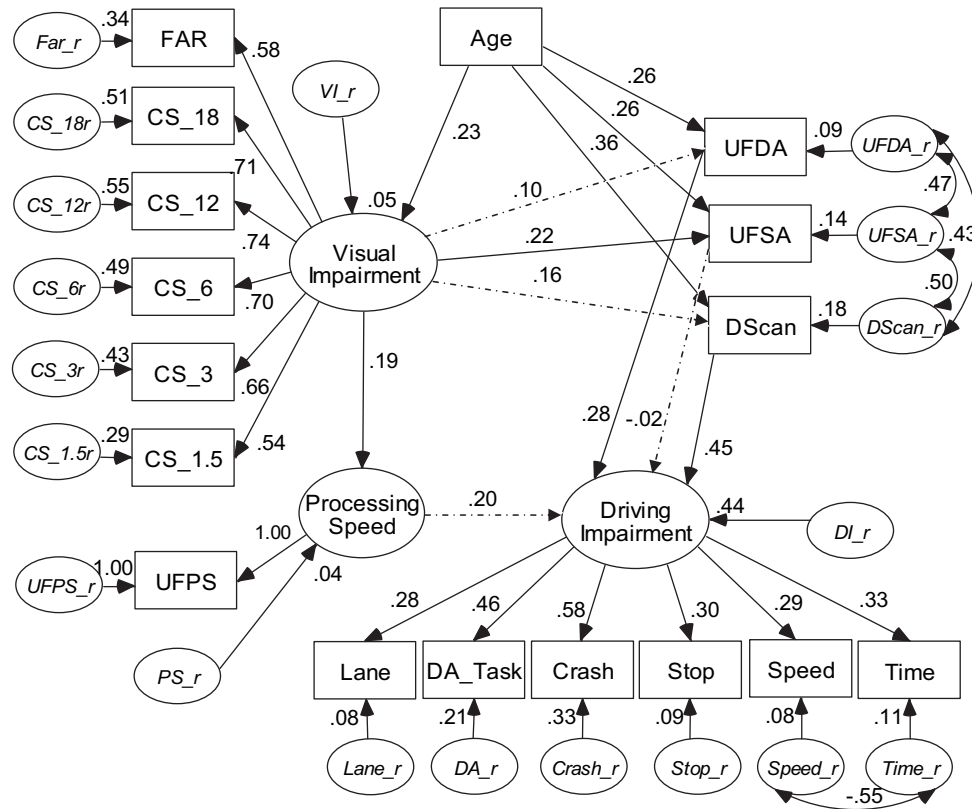 .34
Far_r
FAR
.58
Age
.51
CS_18r
CS_18
.71
VI_r
.23
.26
.26
.36
UFDA
.09
UFDA_r
.55
CS_12r
CS_12
.74
.05
Visual
Impairment
.10
.22
.16
UFSA
.14
UFSA_r
.47
.43
.50
.49
CS_6r
CS_6
.70
DScan
.18
DScan_r
.43
CS_3r
CS_3
.66
.19
.28
-.02
.45
.29
CS_1.5r
CS_1.5
.54
Processing
Speed
.20
Driving
Impairment
.44
DI_r
1.00
UFPS_r
1.00
UFPS
.04
PS_r
.28
.46
.58
.30
.29
.33
Lane
DA_Task
Crash
Stop
Speed
Time
.08
.21
.33
.09
.08
.11
Lane_r
DA_r
Crash_r
Stop_r
Speed_r
Time_r
-.55